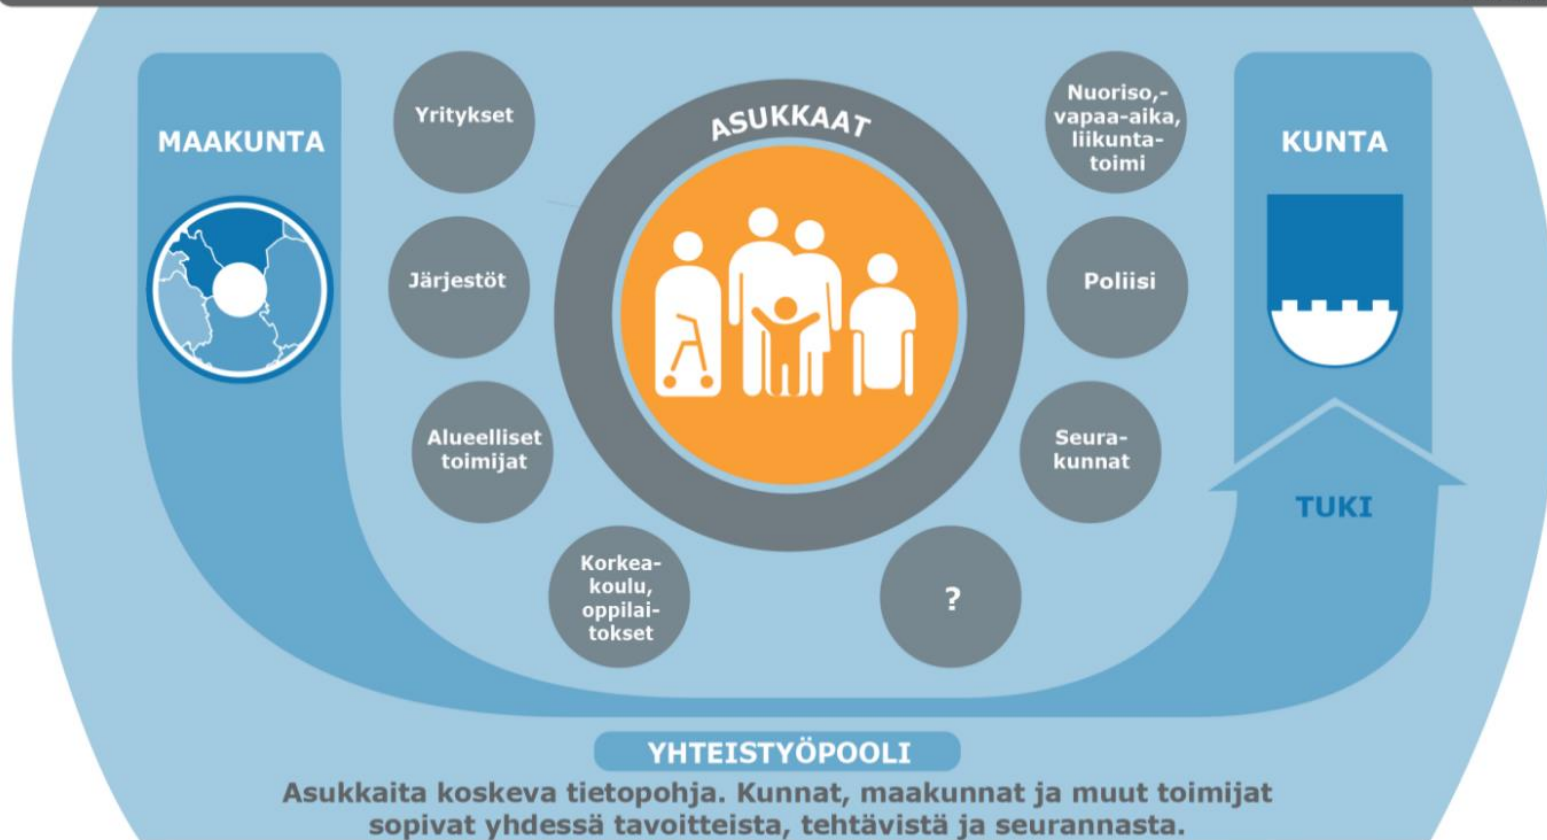 MAAKUNTA
Yritykset
Järjestöt
Alueelliset
toimijat
Korkea-
koulu,
oppilai-
tokset
ASUKKAAT
Nuoriso,-
vapaa-aika,
liikunta-
toimi
Poliisi
Seura-
kunnat
?
KUNTA
TUKI
YHTEISTYÖPOOLI
Asukkaita koskeva tietopohja. Kunnat, maakunnat ja muut toimijat
sopivat yhdessä tavoitteista, tehtävistä ja seurannasta.